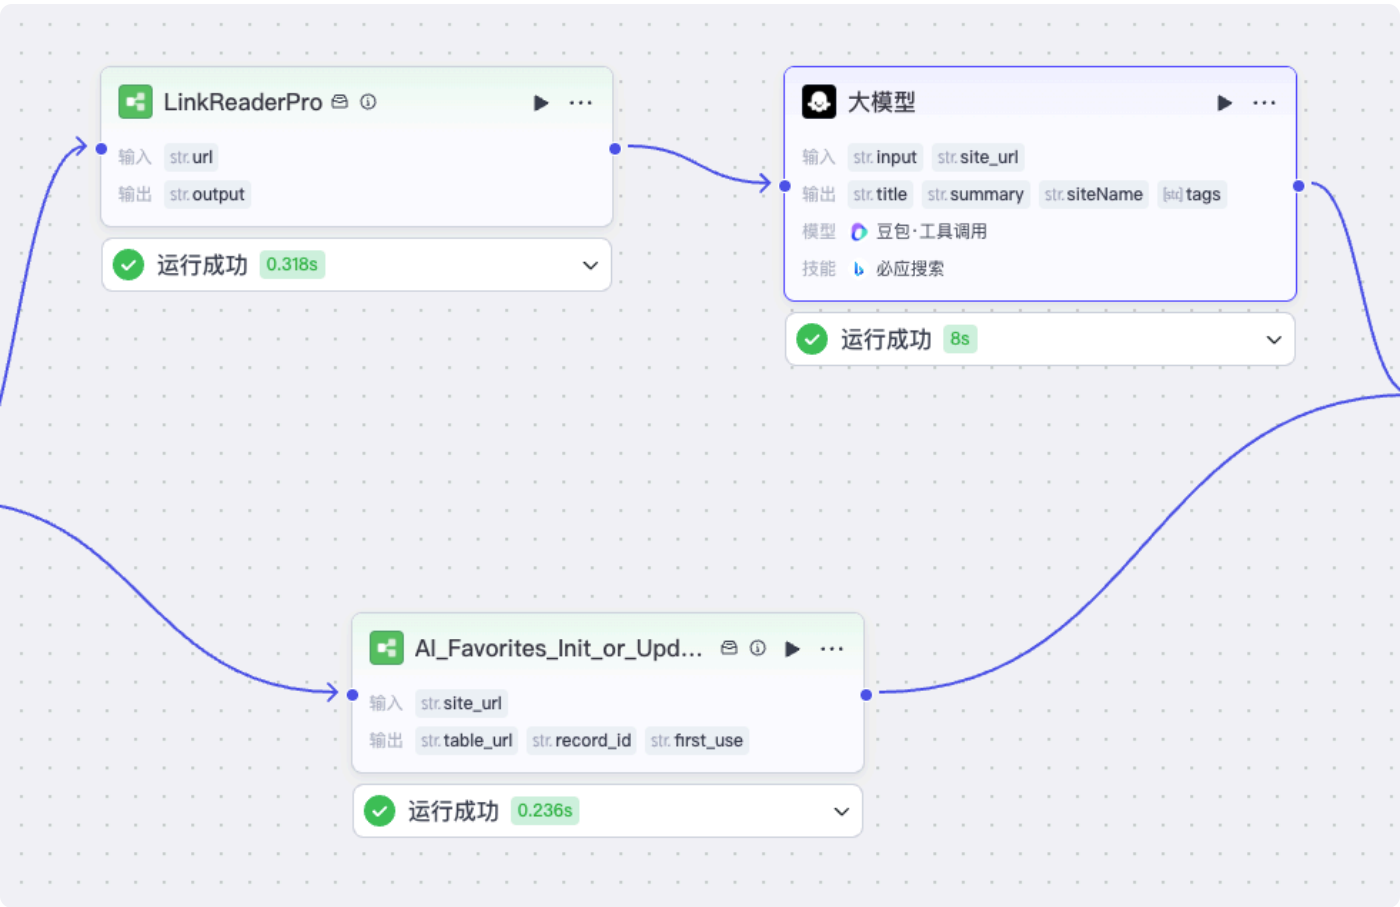 LinkReaderPro
输入 str. url
输出 str. output
运行成功 0.318s
大模型
输入 str. input str. site_url
输出 str. title str. summary str. siteName [str] tags
模型 豆包·工具调用
技能 必应搜索
运行成功 8s
AI_Favorites_Init_or_Upd...
输入 str. site_url
输出 str. table_url str. record_id str. first_use
运行成功 0.236s